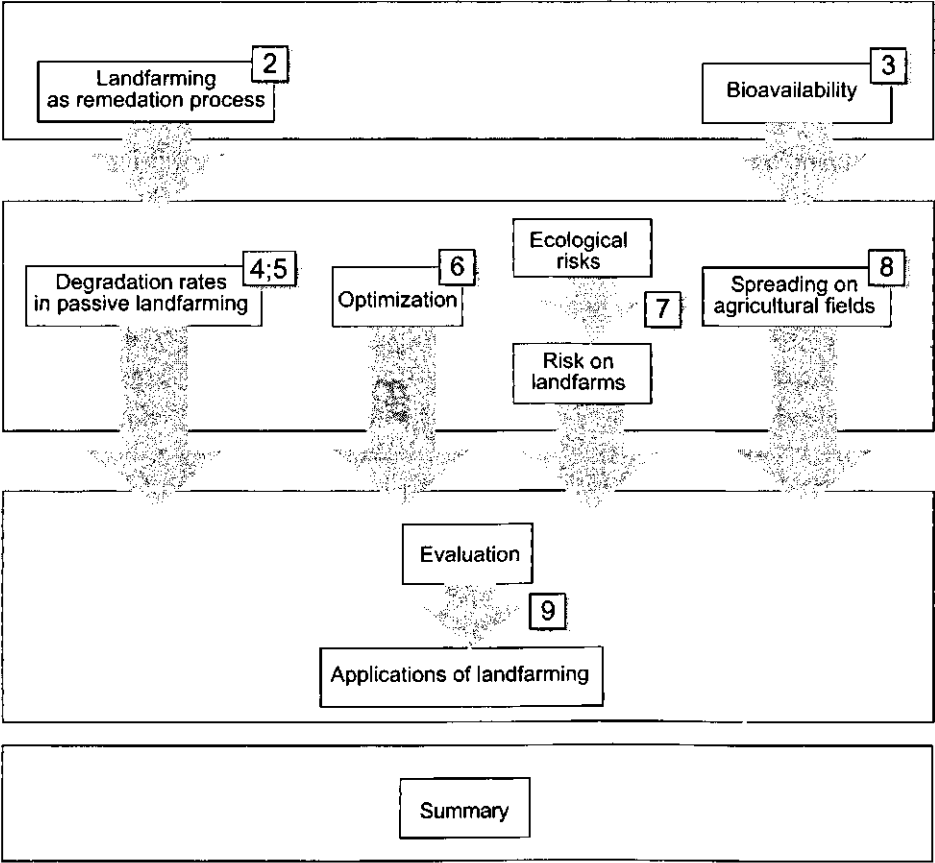 2
Landfarming
as remedation process
3
Bioavailability
4;5
Degradation rates
in passive landfarming
6
Optimization
Ecological
risks
7
Risk on
landfarms
8
Spreading on
agricultural fields
Evaluation
9
Applications of landfarming
Summary